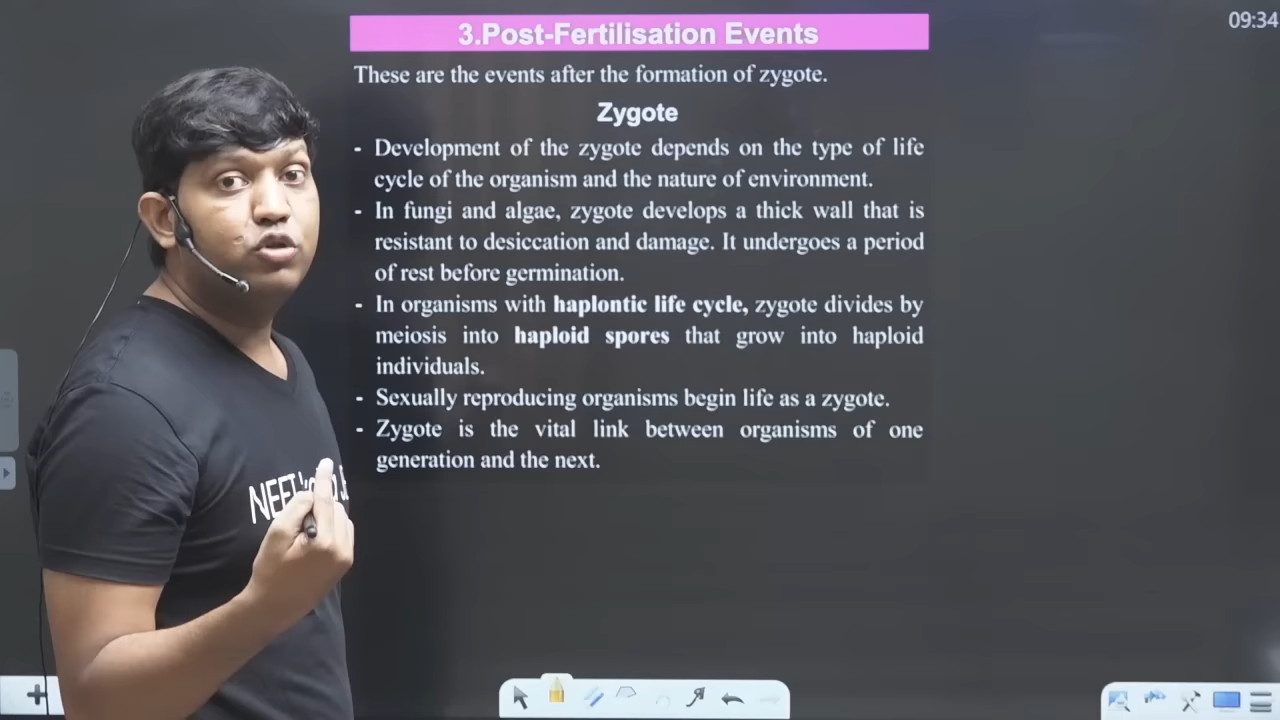 3.Post-Fertilisation Events
09:34
These are the events after the formation of zygote.
Zygote
- Development of the zygote depends on the type of life
cycle of the organism and the nature of environment.
- In fungi and algae, zygote develops a thick wall that is
resistant to desiccation and damage. It undergoes a period
of rest before germination.
- In organisms with haplontic life cycle, zygote divides by
meiosis into haploid spores that grow into haploid
individuals.
- Sexually reproducing organisms begin life as a zygote.
- Zygote is the vital link between organisms of one
generation and the next.
NEET